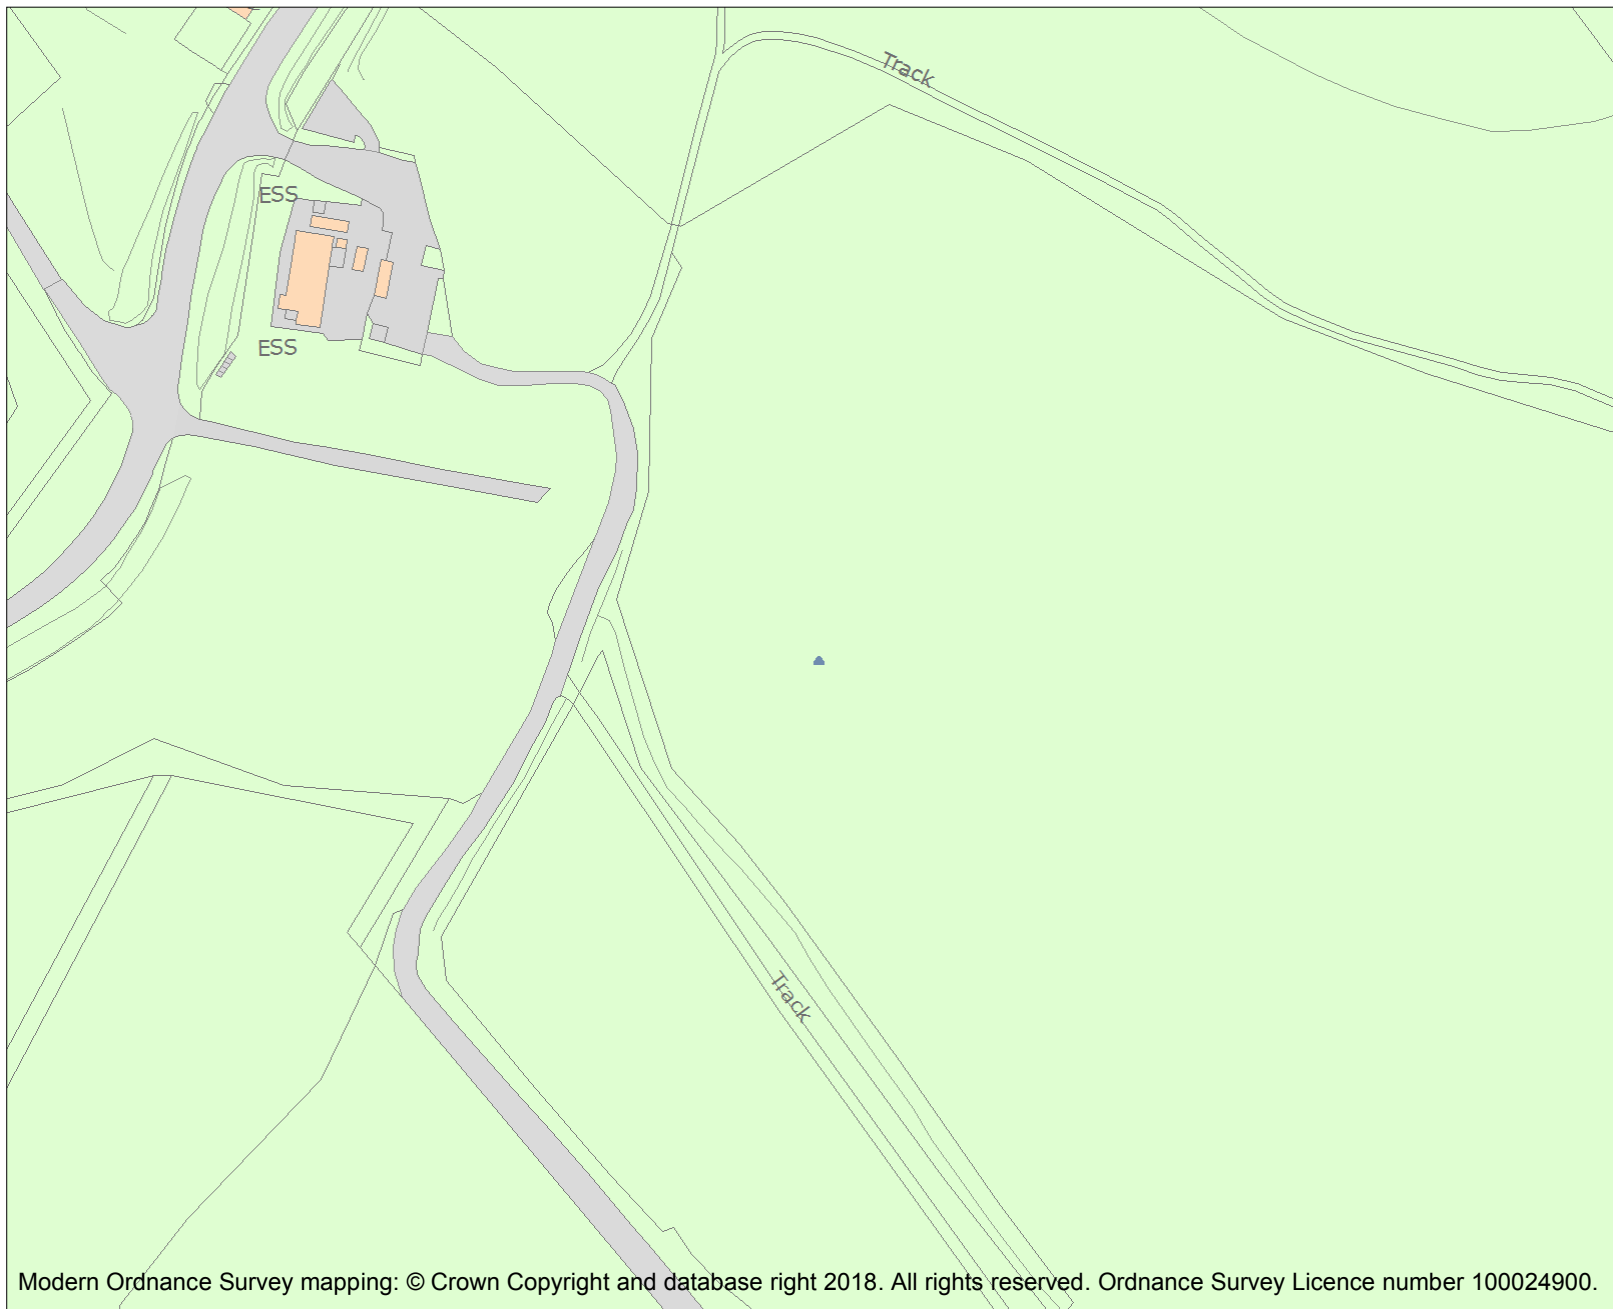 Track
ESS
ESS
Track
Modern Ordnance Survey mapping: © Crown Copyright and database right 2018. All rights reserved. Ordnance Survey Licence number 100024900.